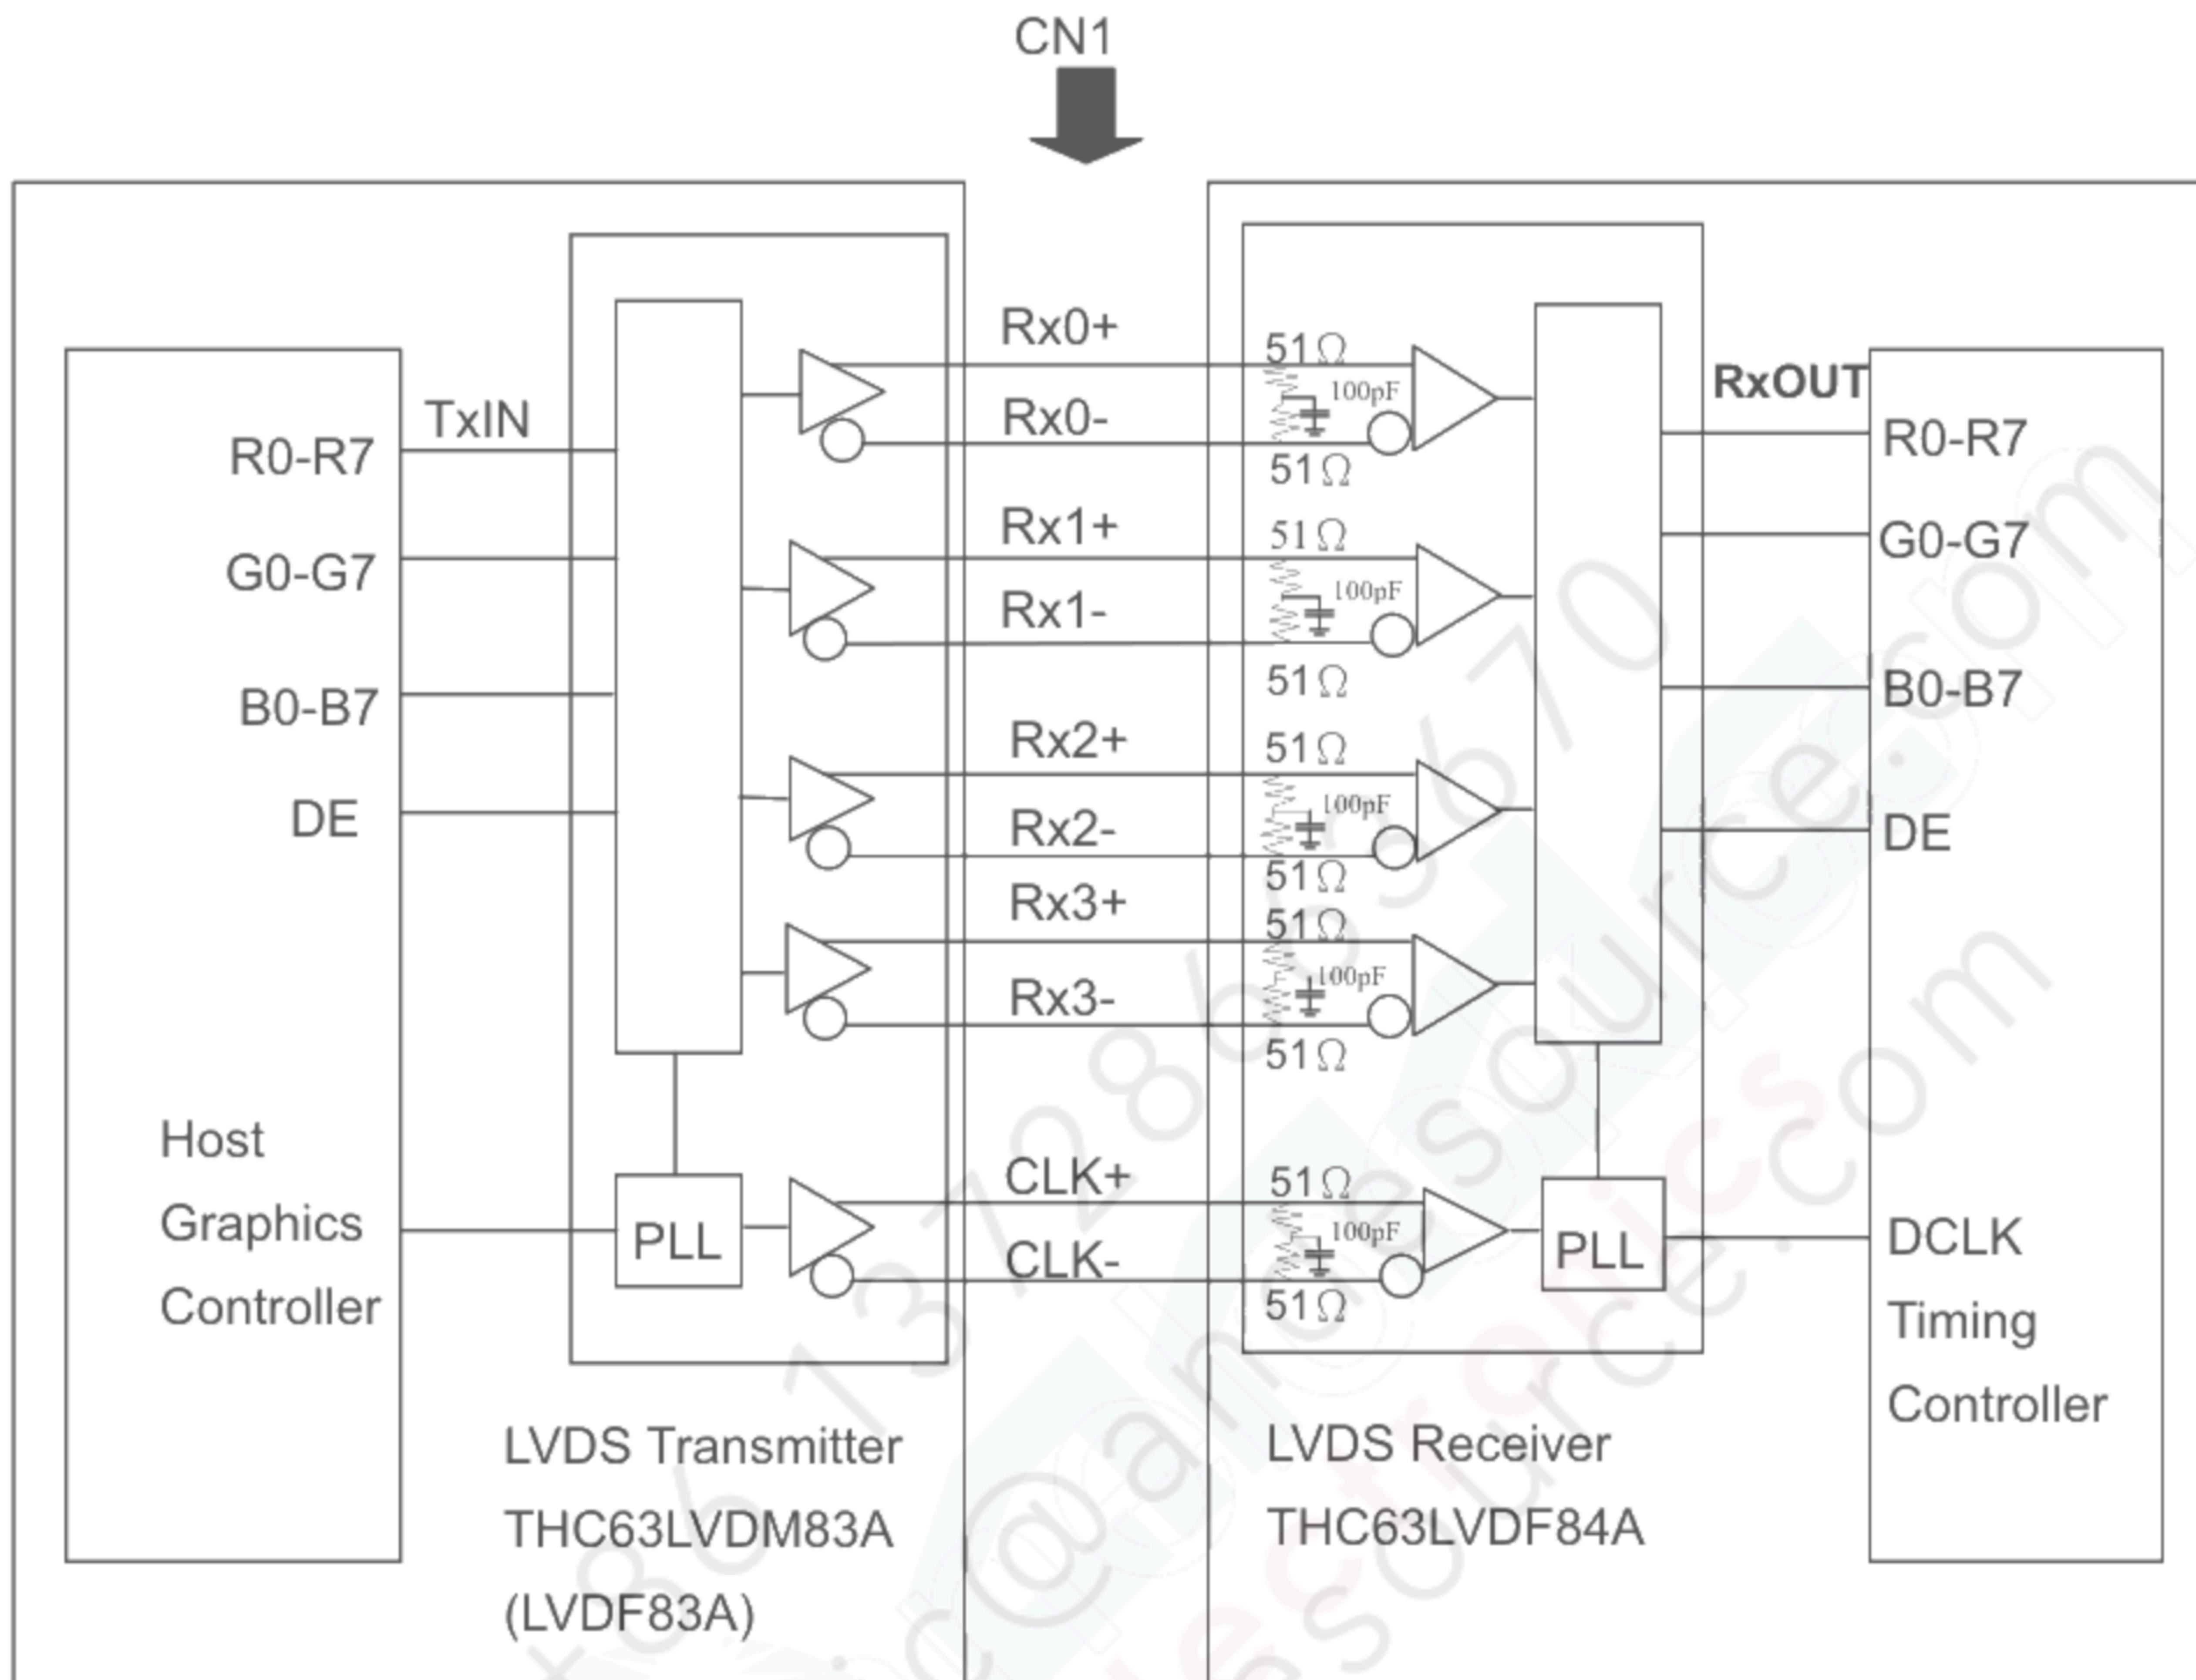 CN1
TxIN
R0-R7
G0-G7
B0-B7
DE
Host
Graphics
Controller
PLL
LVDS Transmitter
THC63LVDM83A
(LVDF83A)
Rx0+
Rx0-
Rx1+
Rx1-
Rx2+
Rx2-
Rx3+
Rx3-
CLK+
CLK-
51Ω
100pF
51Ω
51Ω
100pF
51Ω
51Ω
100pF
51Ω
51Ω
100pF
51Ω
51Ω
100pF
51Ω
PLL
LVDS Receiver
THC63LVDF84A
RxOUT
R0-R7
G0-G7
B0-B7
DE
DCLK
Timing
Controller